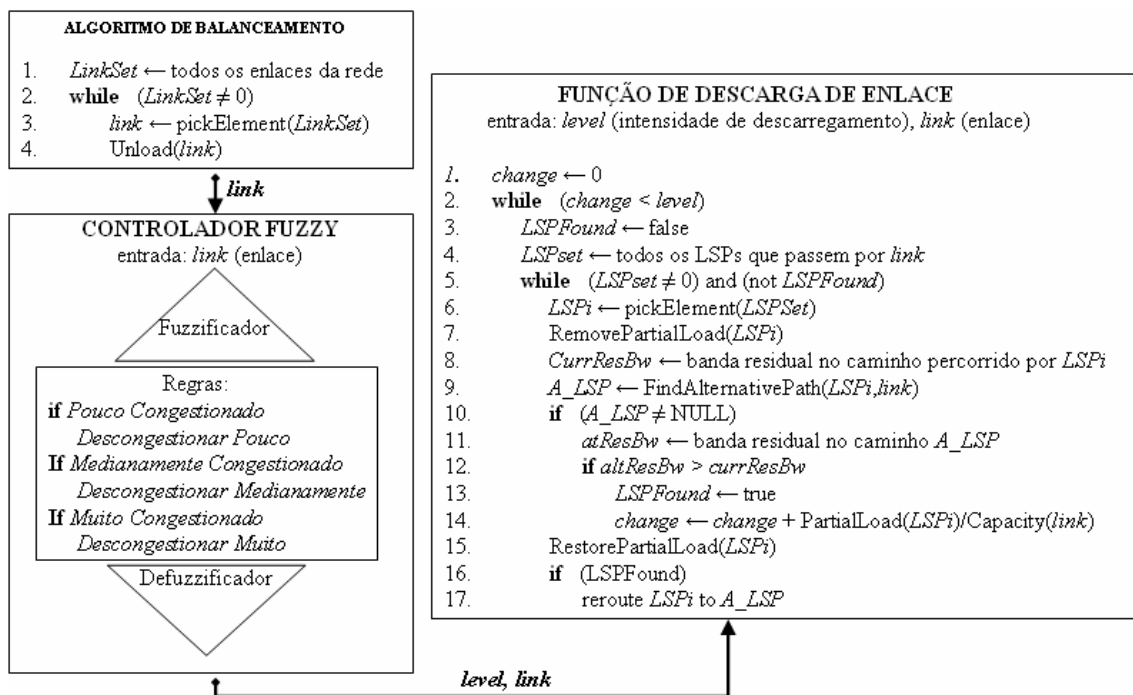 ALGORITMO DE BALANCEAMENTO
1. LinkSet ← todos os enlaces da rede
2. while (LinkSet ≠ 0)
3. link ← pickElement(LinkSet)
4. Unload(link)
link
CONTROLADOR FUZZY
entrada: link (enlace)
Fuzzificador
Regras:
if Pouco Congestionado
Descongestionar Pouco
If Medianamente Congestionado
Descongestionar Medianamente
If Muito Congestionado
Descongestionar Muito
Defuzzificador
level, link
FUNÇÃO DE DESCARGA DE ENLACE
entrada: level (intensidade de descarregamento), link (enlace)
1. change ← 0
2. while (change < level)
3. LSPFound ← false
4. LSPset ← todos os LSPs que passem por link
5. while (LSPset ≠ 0) and (not LSPFound)
6. LSPi ← pickElement(LSPSet)
7. RemovePartialLoad(LSPi)
8. CurrResBw ← banda residual no caminho percorrido por LSPi
9. A_LSP ← FindAlternativePath(LSPi,link)
10. if (A_LSP ≠ NULL)
11. atResBw ← banda residual no caminho A_LSP
12. if altResBw > currResBw
13. LSPFound ← true
14. change ← change + PartialLoad(LSPi)/Capacity(link)
15. RestorePartialLoad(LSPi)
16. if (LSPFound)
17. reroute LSPi to A_LSP